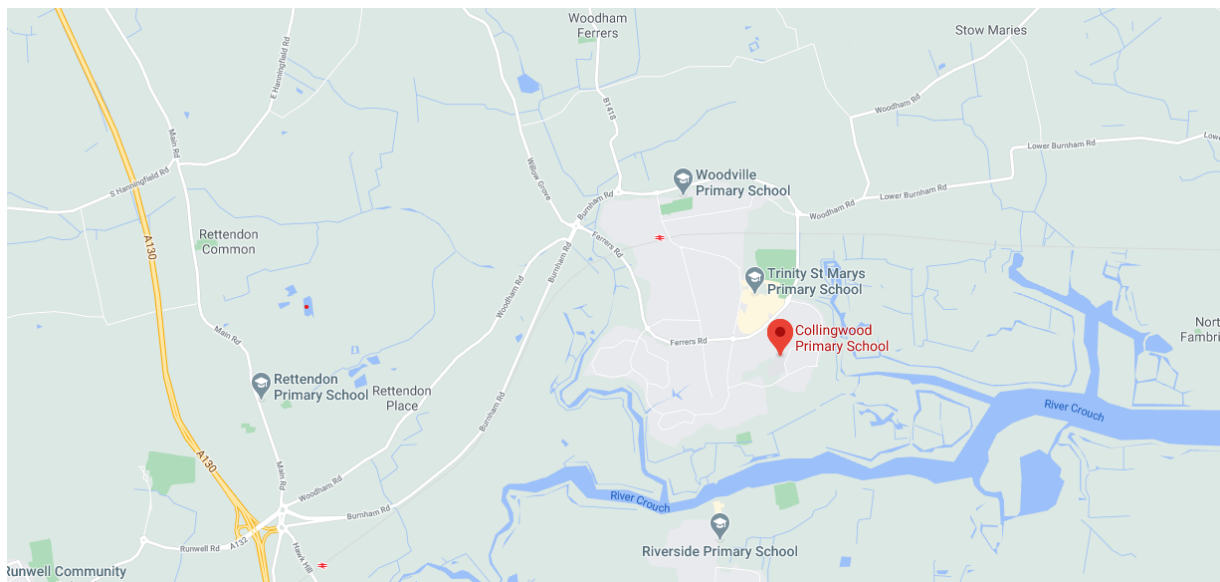 Woodham
Ferrers
Stow Maries
E Hanningfield Rd
B1418
Woodham Rd
Main Rd
Lower Burnham Rd
Lowe
S Hanningfield Rd
Willow Grove
Woodville
Primary School
Burnham Rd
Lower Burnham Rd
Woodham Rd
A130
Rettendon
Common
Ferrers Rd
Burnham Rd
Woodham Rd
Trinity St Marys
Primary School
Main Rd
Ferrers Rd
Collingwood
Primary School
Nort
Fambri
Rettendon
Primary School
Rettendon
Place
Burnham Rd
River Crouch
A130
Main Rd
Woodham Rd
River Crouch
Burnham Rd
A132
Runwell Rd
Hawk Hill
Riverside Primary School
Runwell Community